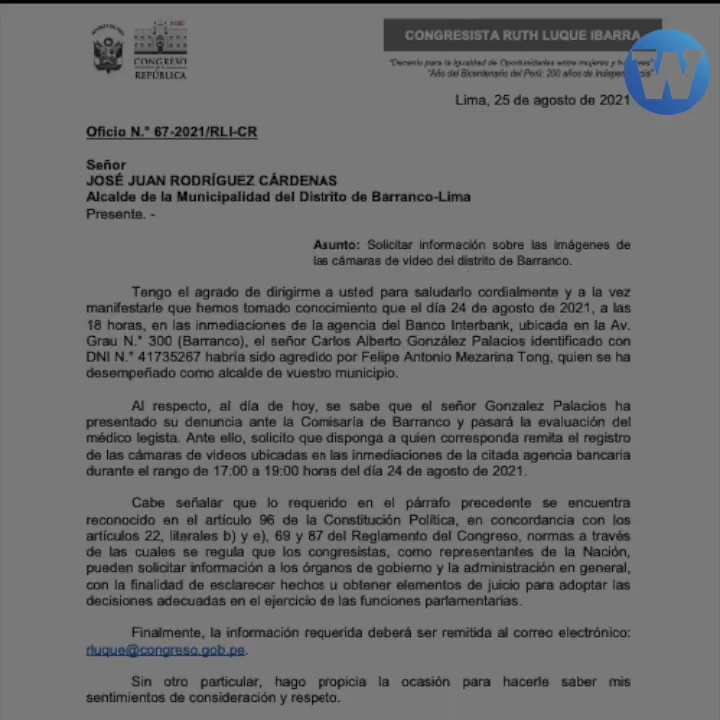 CONGRESO
REPÚBLICA
CONGRESISTA RUTH LUQUE IBARRA
"Decenio para la Igualdad de Oportunidades entre mujeres y hombres"
"Año del Bicentenario del Perú: 200 años de Independencia"
W
Lima, 25 de agosto de 2021
Oficio N.° 67-2021/RLI-CR
Señor
JOSÉ JUAN RODRÍGUEZ CÁRDENAS
Alcalde de la Municipalidad del Distrito de Barranco-Lima
Presente. -
Asunto: Solicitar información sobre las imágenes de
las cámaras de video del distrito de Barranco.
Tengo el agrado de dirigirme a usted para saludarlo cordialmente y a la vez
manifestarle que hemos tomado conocimiento que el día 24 de agosto de 2021, a las
18 horas, en las inmediaciones de la agencia del Banco Interbank, ubicada en la Av.
Grau N.° 300 (Barranco), el señor Carlos Alberto González Palacios identificado con
DNI N.° 41735267 habría sido agredido por Felipe Antonio Mezarina Tong, quien se ha
desempeñado como alcalde de vuestro municipio.
Al respecto, al día de hoy, se sabe que el señor Gonzalez Palacios ha
presentado su denuncia ante la Comisaría de Barranco y pasará la evaluación del
médico legista. Ante ello, solicito que disponga a quien corresponda remita el registro
de las cámaras de videos ubicadas en las inmediaciones de la citada agencia bancaria
durante el rango de 17:00 a 19:00 horas del día 24 de agosto de 2021.
Cabe señalar que lo requerido en el párrafo precedente se encuentra
reconocido en el artículo 96 de la Constitución Política, en concordancia con los
artículos 22, literales b) y e), 69 y 87 del Reglamento del Congreso, normas a través
de las cuales se regula que los congresistas, como representantes de la Nación,
pueden solicitar información a los órganos de gobierno y la administración en general,
con la finalidad de esclarecer hechos u obtener elementos de juicio para adoptar las
decisiones adecuadas en el ejercicio de las funciones parlamentarias.
Finalmente, la información requerida deberá ser remitida al correo electrónico:
rluque@congreso.gob.pe.
Sin otro particular, hago propicia la ocasión para hacerle saber mis
sentimientos de consideración y respeto.